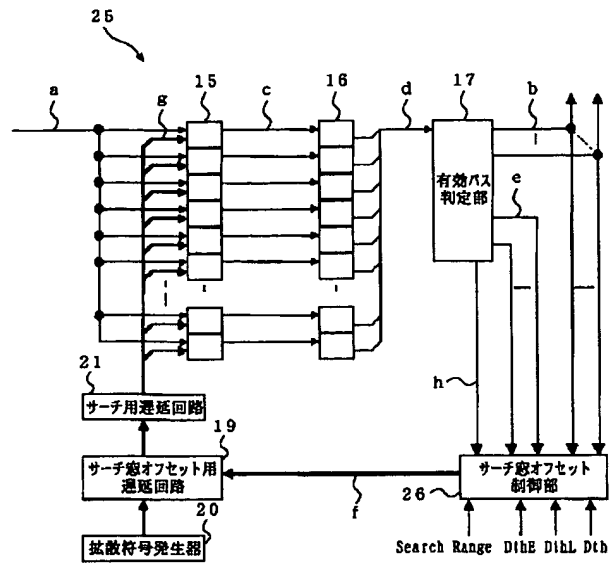 25
a
g
15
c
16
d
17
b
有効パス
判定部
e
h
21
サーチ用遅延回路
19
サーチ窓オフセット用
遅延回路
f
26
サーチ窓オフセット
制御部
20
拡散符号発生器
Search Range DthE DthL Dth